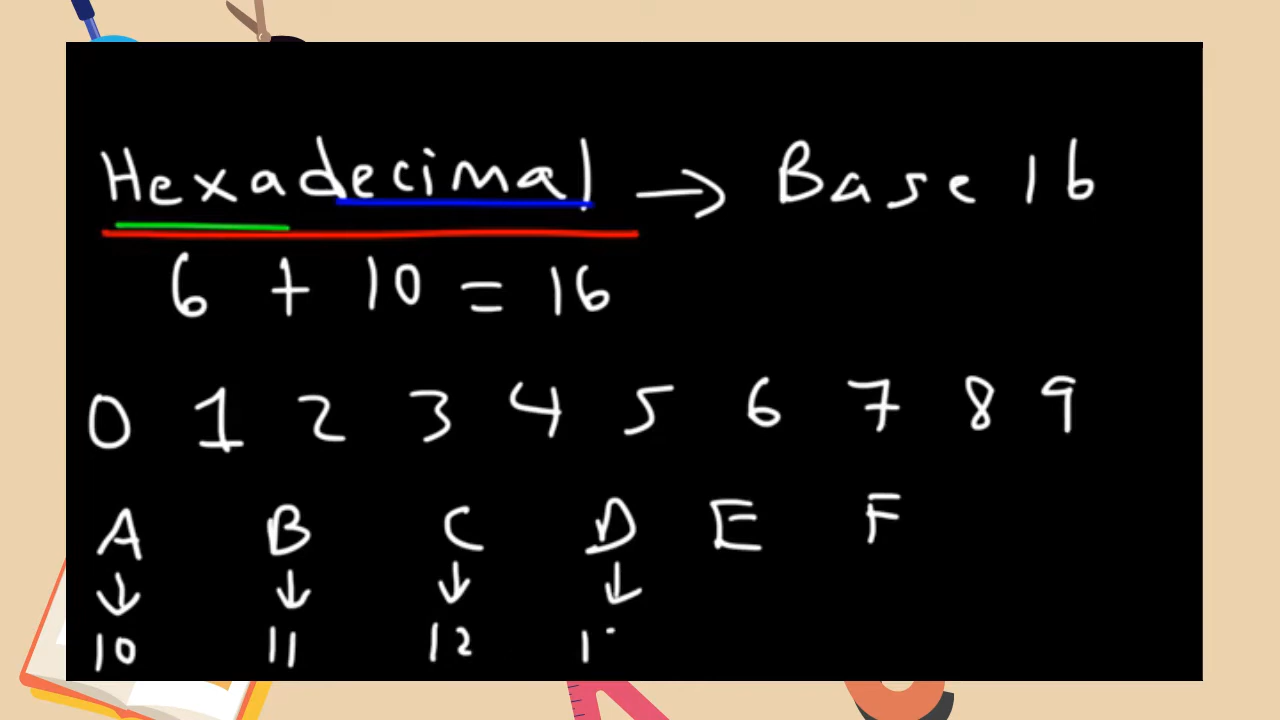 Hexadecimal → Base 16
6 + 10 = 16
0 1 2 3 4 5 6 7 8 9
A B C D E F
↓ ↓ ↓ ↓
10 11 12